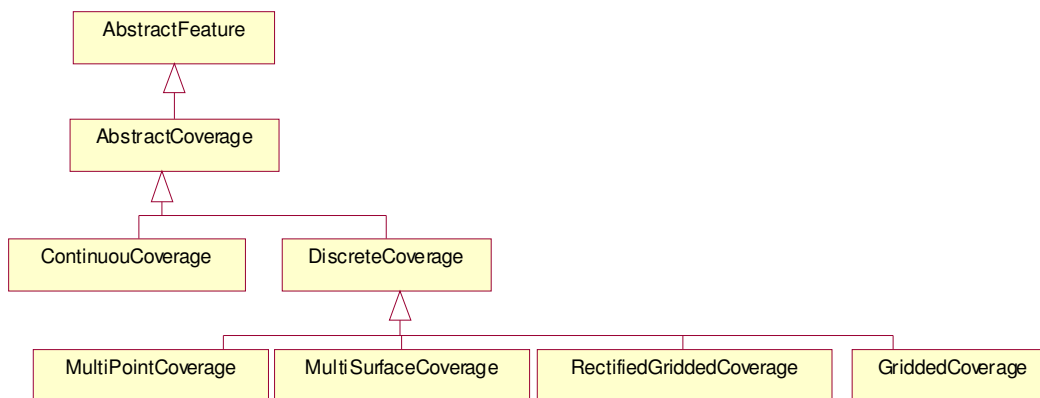 AbstractFeature
AbstractCoverage
ContinuouCoverage
DiscreteCoverage
MultiPointCoverage
MultiSurfaceCoverage
RectifiedGriddedCoverage
GriddedCoverage